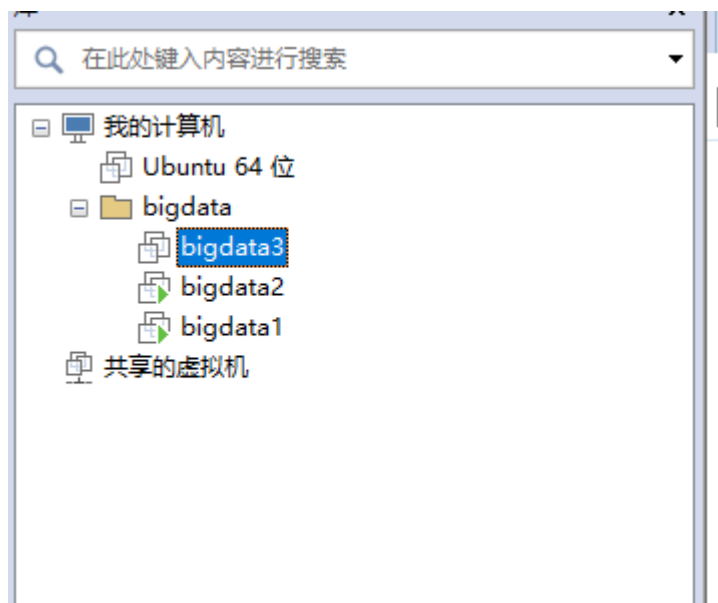 库
在此处键入内容进行搜索
我的计算机
Ubuntu 64 位
bigdata
bigdata3
bigdata2
bigdata1
共享的虚拟机